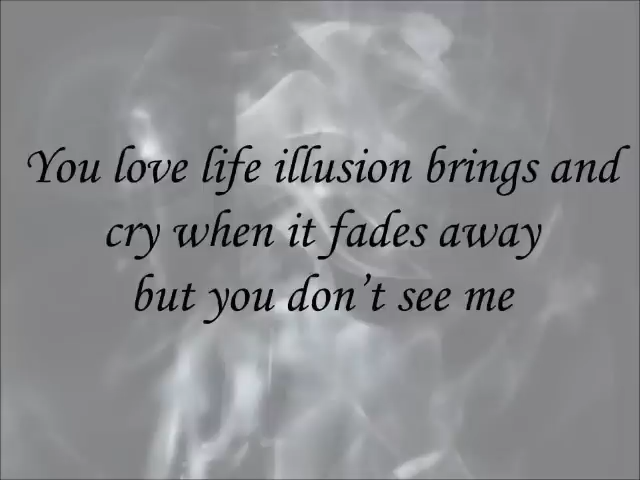 You love life illusion brings and
cry when it fades away
but you don’t see me